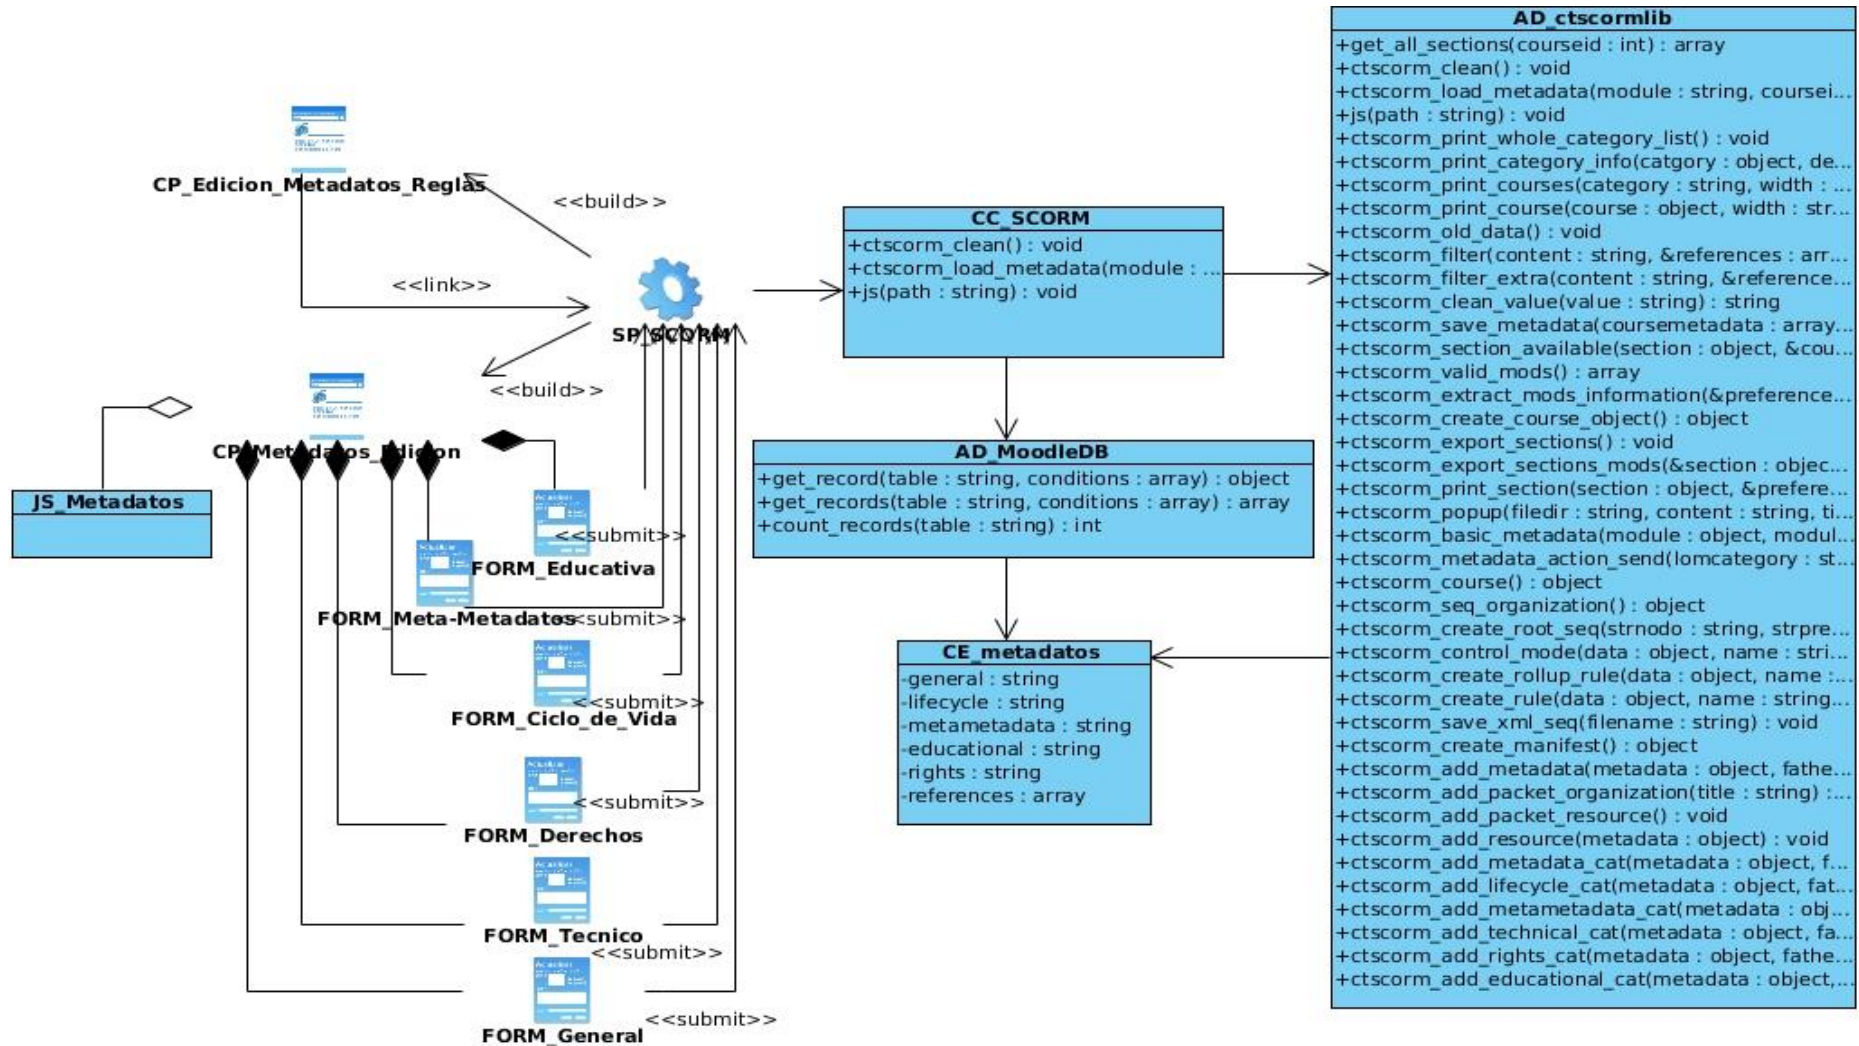 CP_Edicion_Metadatos_Reglas
<<build>>
<<link>>
SP_SCORM
<<build>>
CP_Metadatos_Edicion
JS_Metadatos
<<submit>>
FORM_Educativa
FORM_Meta-Metadatos
<<submit>>
<<submit>>
FORM_Ciclo_de_Vida
<<submit>>
FORM_Derechos
FORM_Tecnico
<<submit>>
<<submit>>
FORM_General
CC_SCORM
+ctscorm_clean() : void
+ctscorm_load_metadata(module : ...
+js(path : string) : void
AD_MoodleDB
+get_record(table : string, conditions : array) : object
+get_records(table : string, conditions : array) : array
+count_records(table : string) : int
CE_metadatos
-general : string
-lifecycle : string
-metametadata : string
-educational : string
-rights : string
-references : array
AD_ctscormlib
+get_all_sections(courseid : int) : array
+ctscorm_clean() : void
+ctscorm_load_metadata(module : string, coursei...
+js(path : string) : void
+ctscorm_print_whole_category_list() : void
+ctscorm_print_category_info(catgory : object, de...
+ctscorm_print_courses(category : string, width : ...
+ctscorm_print_course(course : object, width : str...
+ctscorm_old_data() : void
+ctscorm_filter(content : string, &references : arr...
+ctscorm_filter_extra(content : string, &reference...
+ctscorm_clean_value(value : string) : string
+ctscorm_save_metadata(coursemetadata : array...
+ctscorm_section_available(section : object, &cou...
+ctscorm_valid_mods() : array
+ctscorm_extract_mods_information(&preference...
+ctscorm_create_course_object() : object
+ctscorm_export_sections() : void
+ctscorm_export_sections_mods(&section : objec...
+ctscorm_print_section(section : object, &prefere...
+ctscorm_popup(filedir : string, content : string, ti...
+ctscorm_basic_metadata(module : object, modul...
+ctscorm_metadata_action_send(lomcategory : st...
+ctscorm_course() : object
+ctscorm_seq_organization() : object
+ctscorm_create_root_seq(strnodo : string, strpre...
+ctscorm_control_mode(data : object, name : stri...
+ctscorm_create_rollup_rule(data : object, name :...
+ctscorm_create_rule(data : object, name : string...
+ctscorm_save_xml_seq(filename : string) : void
+ctscorm_create_manifest() : object
+ctscorm_add_metadata(metadata : object, fathe...
+ctscorm_add_packet_organization(title : string) :...
+ctscorm_add_packet_resource() : void
+ctscorm_add_resource(metadata : object) : void
+ctscorm_add_metadata_cat(metadata : object, f...
+ctscorm_add_lifecycle_cat(metadata : object, fat...
+ctscorm_add_metametadata_cat(metadata : obj...
+ctscorm_add_technical_cat(metadata : object, fa...
+ctscorm_add_rights_cat(metadata : object, fathe...
+ctscorm_add_educational_cat(metadata : object,...